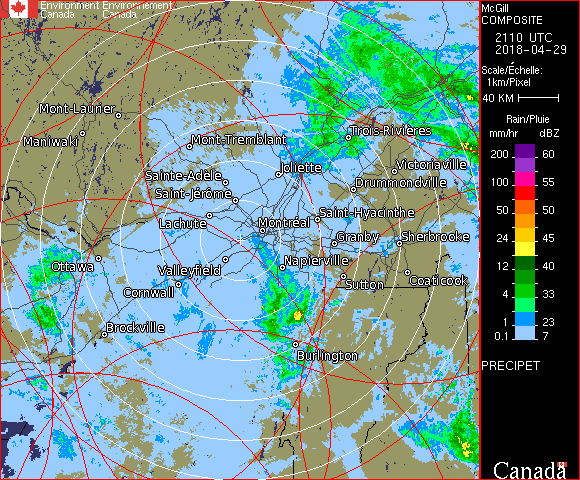 Environment Environnement
Canada Canada
McGill
COMPOSITE
2110 UTC
2018-04-29
Scale/Échelle:
1km/Pixel
40 KM
Rain/Pluie
mm/hr dBZ
200 60
100 55
50 50
24 45
12 40
4 33
1 23
0.1 7
PRECIPET
Canada
Mont-Laurier
Maniwaki
Mont-Tremblant
Trois-Rivières
Sainte-Adèle
Joliette
Victoriaville
Saint-Jérôme
Drummondville
Lachute
Saint-Hyacinthe
Montréal
Granby
Sherbrooke
Ottawa
Valleyfield
Napierville
Cornwall
Sutton
Coaticook
Brockville
Burlington